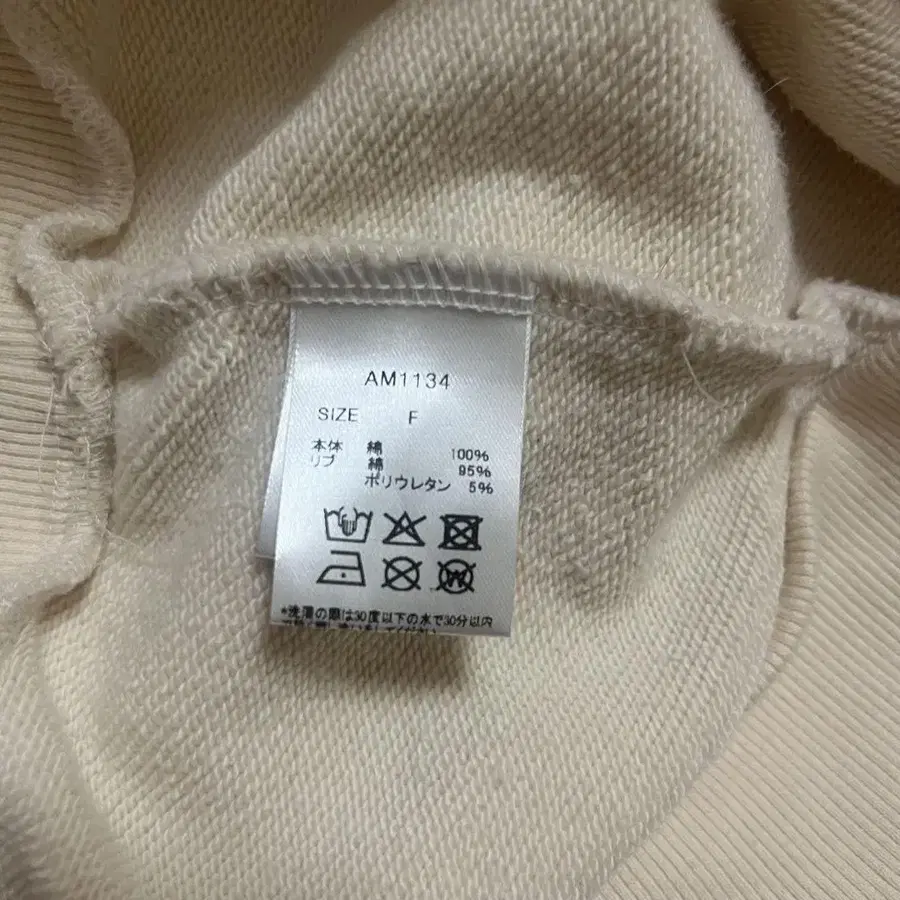 AM1134
SIZE F
本体 綿 100%
リブ 綿 95%
ポリウレタン 5%
*洗濯の際は30度以下の水で30分以内